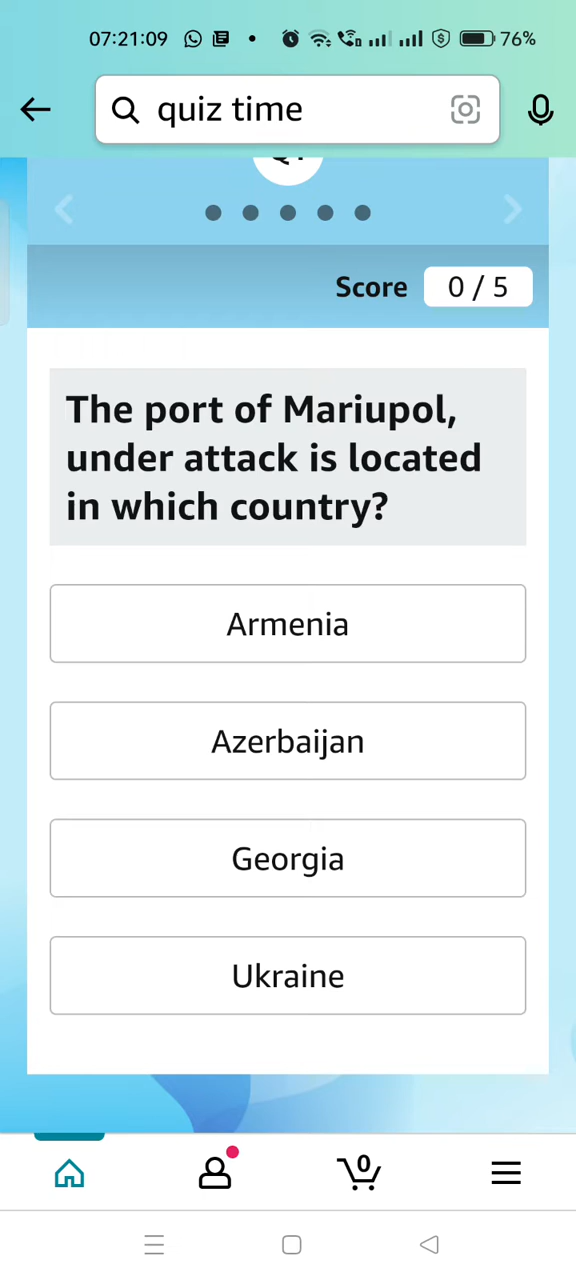 07:21:09 76%
quiz time
Score 0 / 5
The port of Mariupol,
under attack is located
in which country?
Armenia
Azerbaijan
Georgia
Ukraine
0